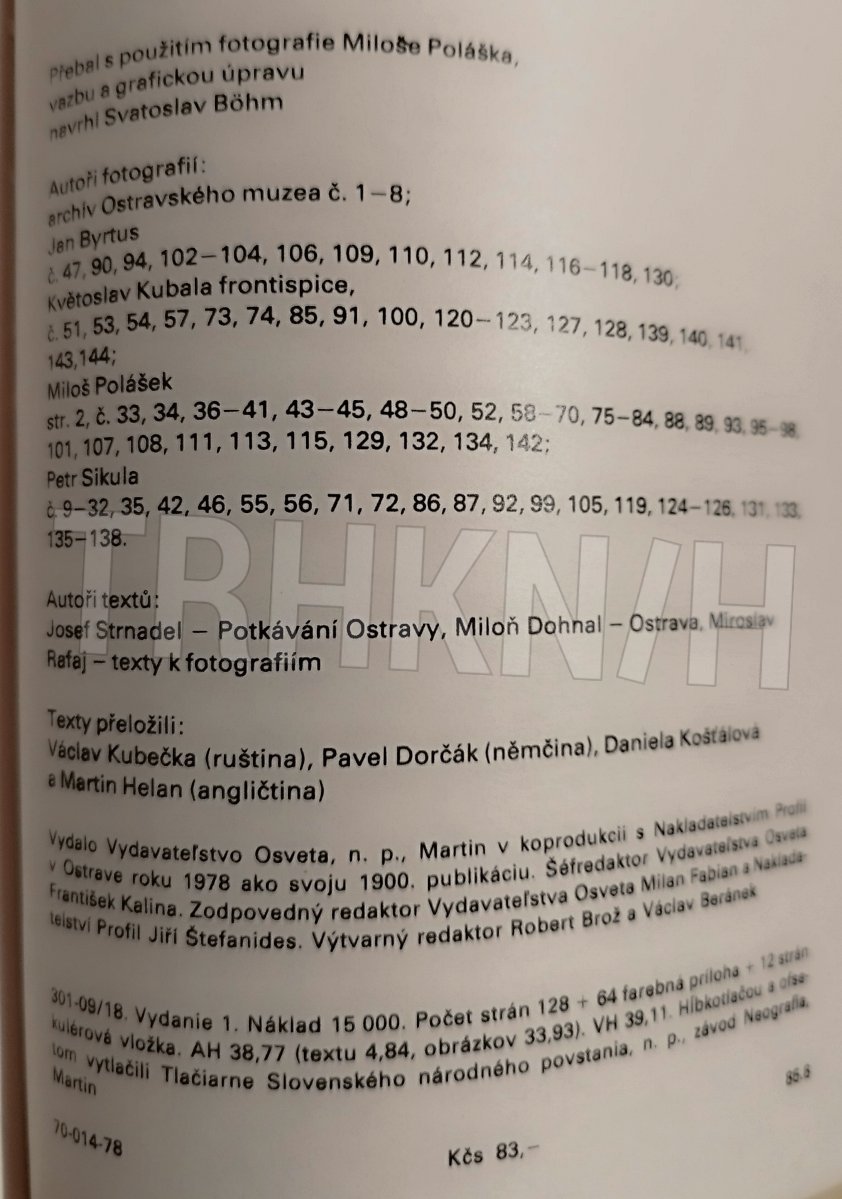 Přebal s použitím fotografie Miloše Poláška,
vazbu a grafickou úpravu
navrhl Svatoslav Böhm
Autoři fotografií:
archiv Ostravského muzea č. 1–8;
Jan Byrtus
č. 47, 90, 94, 102–104, 106, 109, 110, 112, 114, 116–118, 130;
Květoslav Kubala frontispice,
č. 51, 53, 54, 57, 73, 74, 85, 91, 100, 120–123, 127, 128, 139, 140, 141,
143,144;
Miloš Polášek
str. 2, č. 33, 34, 36–41, 43–45, 48–50, 52, 58–70, 75–84, 88, 89, 93, 95–98,
101, 107, 108, 111, 113, 115, 129, 132, 134, 142;
Petr Sikula
č. 9–32, 35, 42, 46, 55, 56, 71, 72, 86, 87, 92, 99, 105, 119, 124–126, 131, 133,
135–138.
TRHKN/H
Autoři textů:
Josef Strnadel – Potkávání Ostravy, Miloň Dohnal – Ostrava, Miroslav
Rafaj – texty k fotografiím
Texty přeložili:
Václav Kubečka (ruština), Pavel Dorčák (němčina), Daniela Košťálová
a Martin Helan (angličtina)
Vydalo Vydavateľstvo Osveta, n. p., Martin v koprodukcii s Nakladatelstvím Profil
v Ostrave roku 1978 ako svoju 1900. publikáciu. Šéfredaktor Vydavateľstva Osveta
František Kalina. Zodpovedný redaktor Vydavateľstva Osveta Milan Fabian a Naklada-
telství Profil Jiří Štefanides. Výtvarný redaktor Robert Brož a Václav Beránek
301-09/18. Vydanie 1. Náklad 15 000. Počet strán 128 + 64 farebná príloha + 12 strán
kulérová vložka. AH 38,77 (textu 4,84, obrázkov 33,93). VH 39,11. Hĺbkotlačou a ofsa-
tom vytlačili Tlačiarne Slovenského národného povstania, n. p., závod Neografia,
Martin
70-014-78
Kčs 83,–